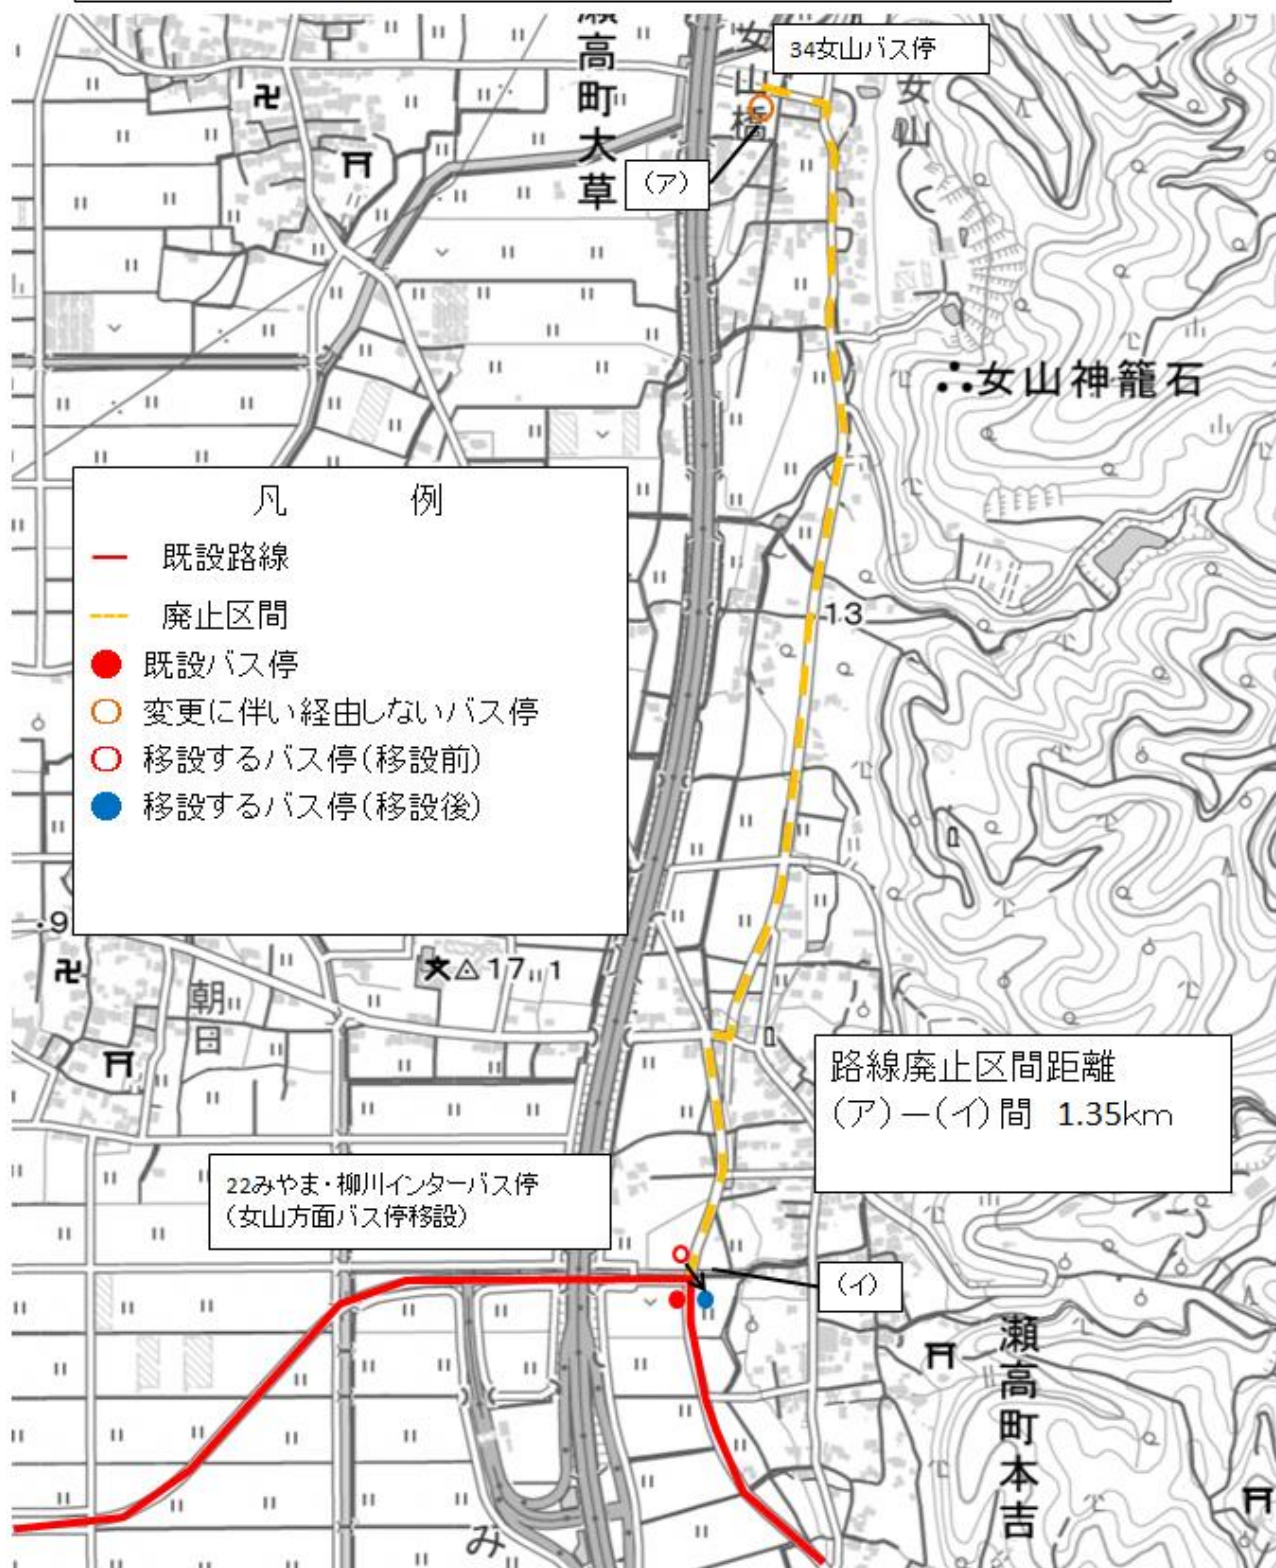 瀬高町大草
女山橋
34女山バス停
女山
(ア)
女山神籠石
凡 例
既設路線
廃止区間
既設バス停
変更に伴い経由しないバス停
移設するバス停(移設前)
移設するバス停(移設後)
13
9
17.1
朝日
路線廃止区間距離
(ア)―(イ)間 1.35km
22みやま・柳川インターバス停
(女山方面バス停移設)
(イ)
瀬高町本吉
み